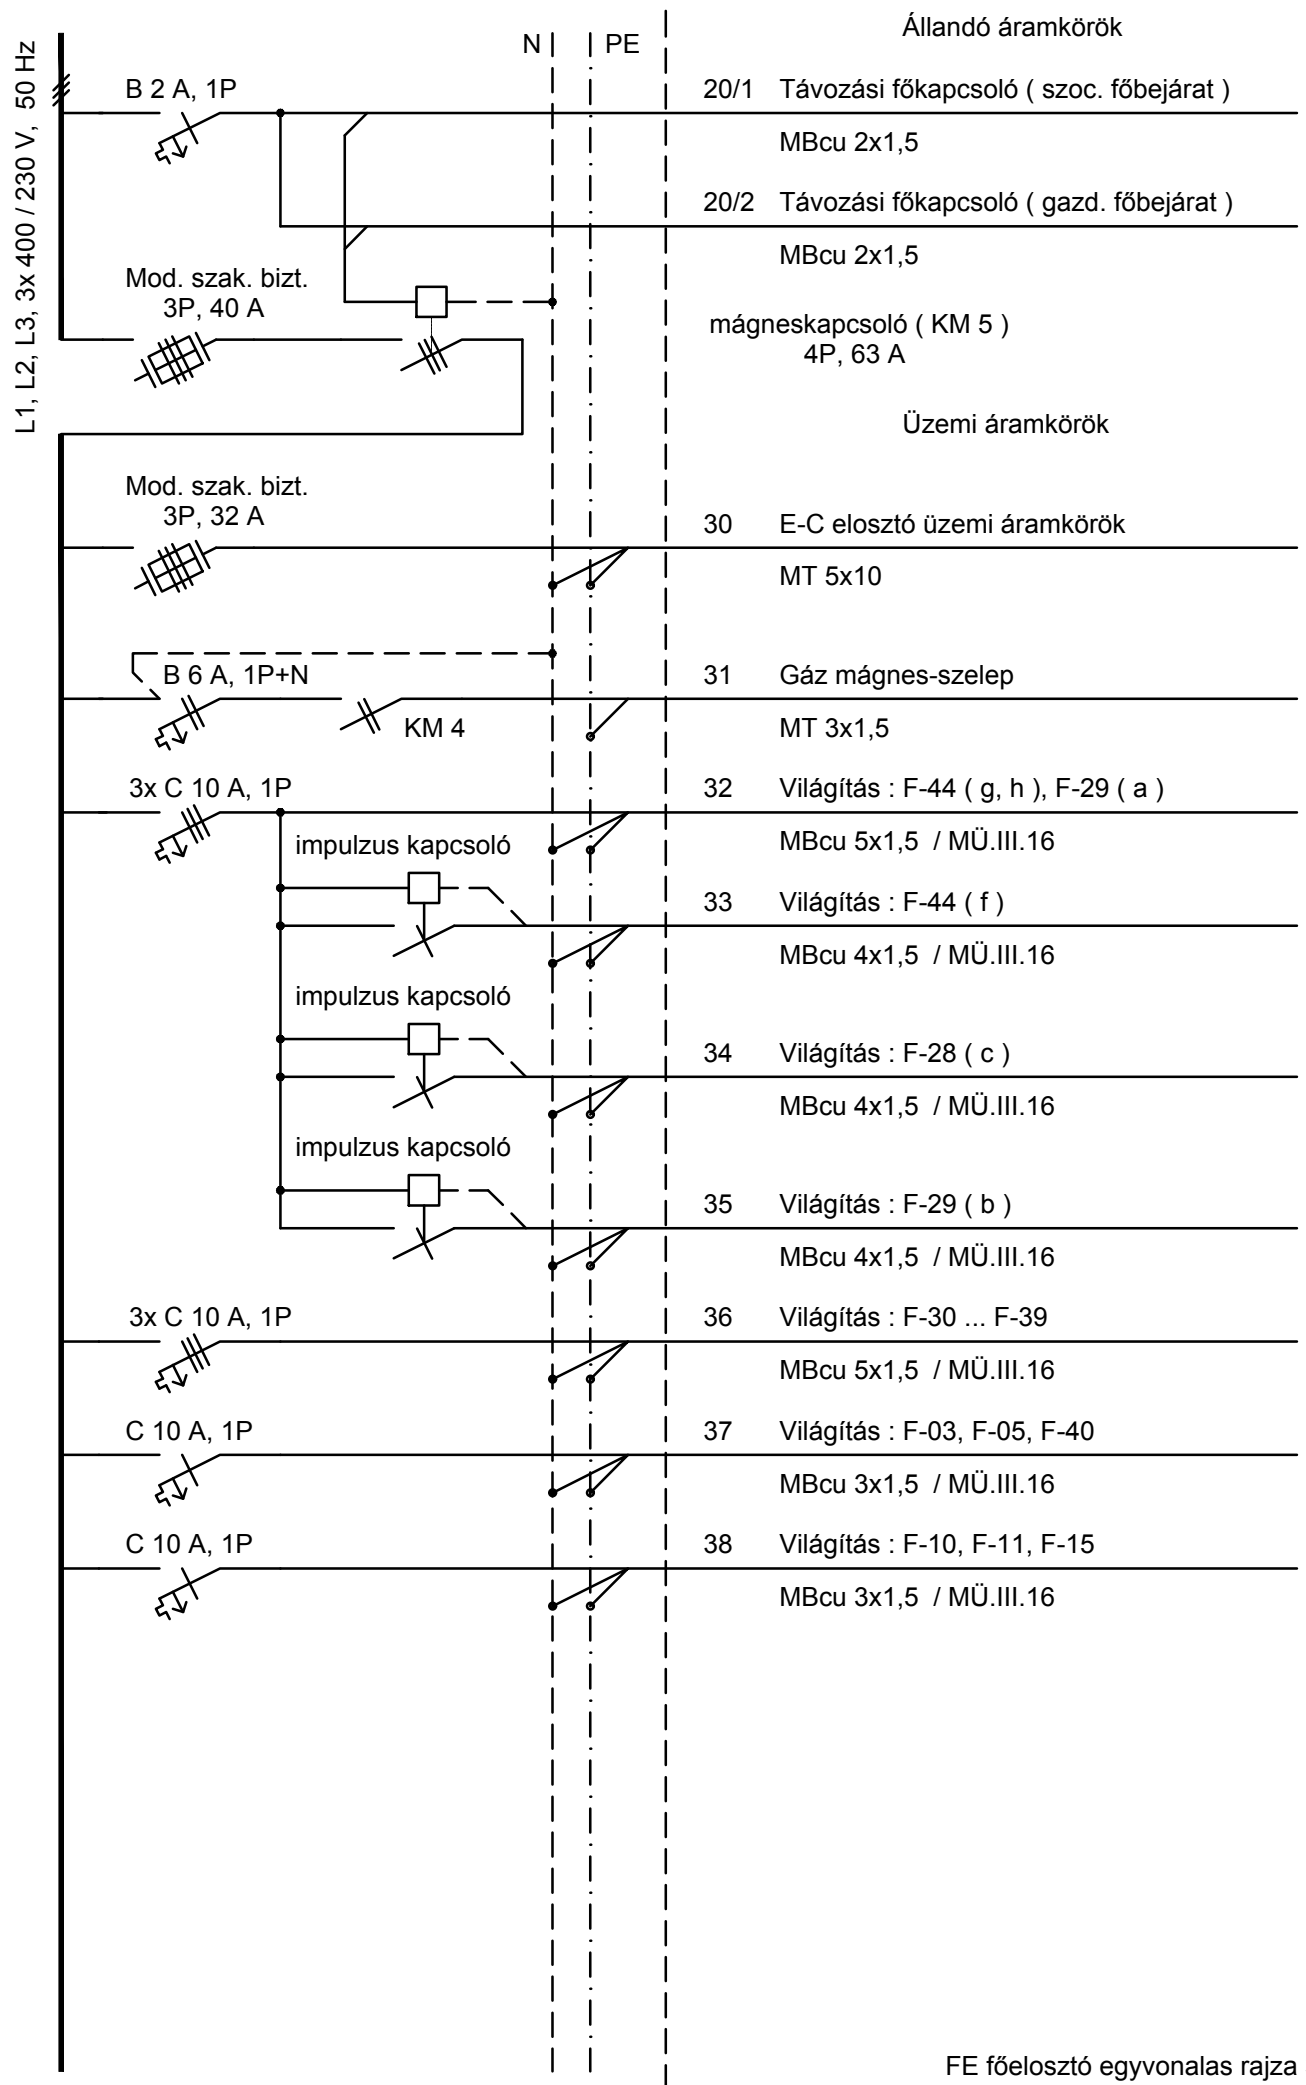 Állandó áramkörök
N
PE
L1, L2, L3, 3x 400 / 230 V, 50 Hz
B 2 A, 1P
20/1 Távozási főkapcsoló ( szoc. főbejárat )
MBcu 2x1,5
20/2 Távozási főkapcsoló ( gazd. főbejárat )
MBcu 2x1,5
Mod. szak. bizt.
3P, 40 A
mágneskapcsoló ( KM 5 )
4P, 63 A
Üzemi áramkörök
Mod. szak. bizt.
3P, 32 A
30 E-C elosztó üzemi áramkörök
MT 5x10
B 6 A, 1P+N
31 Gáz mágnes-szelep
KM 4
MT 3x1,5
3x C 10 A, 1P
32 Világítás : F-44 ( g, h ), F-29 ( a )
MBcu 5x1,5 / MÜ.III.16
impulzus kapcsoló
33 Világítás : F-44 ( f )
MBcu 4x1,5 / MÜ.III.16
impulzus kapcsoló
34 Világítás : F-28 ( c )
MBcu 4x1,5 / MÜ.III.16
impulzus kapcsoló
35 Világítás : F-29 ( b )
MBcu 4x1,5 / MÜ.III.16
3x C 10 A, 1P
36 Világítás : F-30 ... F-39
MBcu 5x1,5 / MÜ.III.16
C 10 A, 1P
37 Világítás : F-03, F-05, F-40
MBcu 3x1,5 / MÜ.III.16
C 10 A, 1P
38 Világítás : F-10, F-11, F-15
MBcu 3x1,5 / MÜ.III.16
FE főelosztó egyvonalas rajza